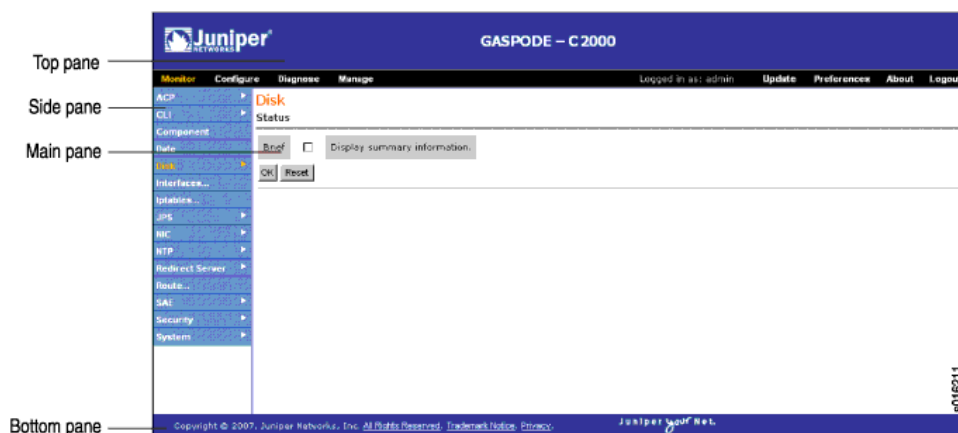 Juniper
NETWORKS
GASPODE – C2000
Top pane
Monitor Configure Diagnose Manage Logged in as: admin Update Preferences About Logou
Side pane
ACP
CLI
Component
Date
Disk
Interfaces...
Iptables...
JPS
NIC
NTP
Redirect Server
Route...
SAE
Security
System
Disk
Status
Main pane
Brief Display summary information.
OK Reset
g016211
Bottom pane
Copyright © 2007, Juniper Networks, Inc. All Rights Reserved. Trademark Notice. Privacy.
Juniper your Net.